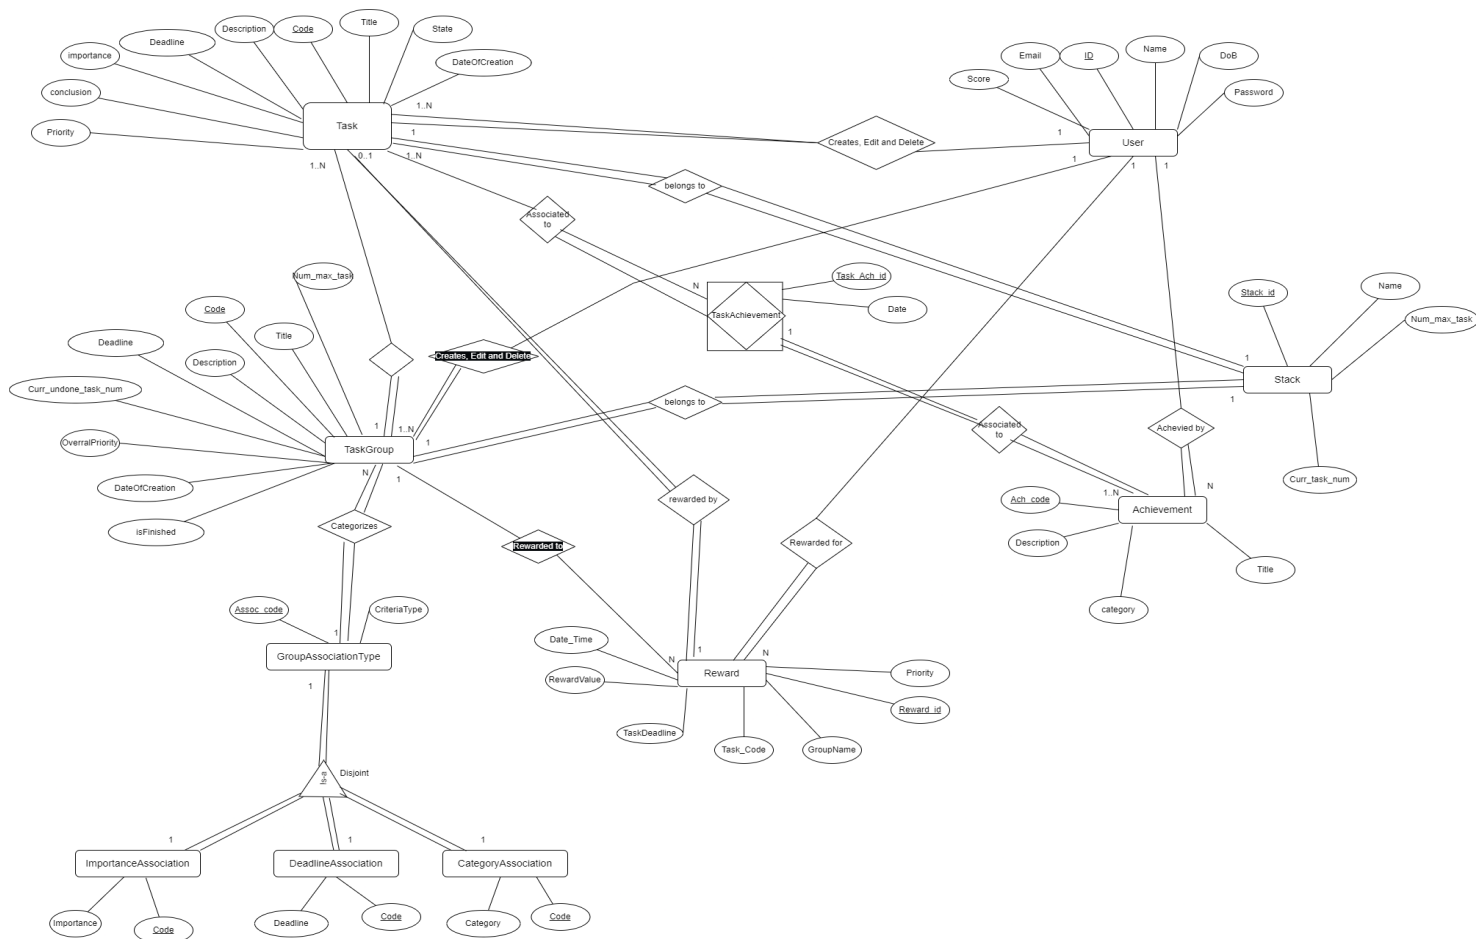 Title
Code
Description
State
Deadline
importance
DateOfCreation
conclusion
Priority
Task
1..N
1
1..N
0..1
1..N
Creates, Edit and Delete
Email
ID
Name
DoB
Score
Password
User
1
1
1
1
belongs to
Associated
to
Task_Ach_id
Date
TaskAchievement
N
1
Num_max_task
Code
Title
Deadline
Description
Curr_undone_task_num
OverralPriority
DateOfCreation
isFinished
Creates, Edit and Delete
TaskGroup
1
1..N
1
N
1
belongs to
Stack_id
Name
Num_max_task
Stack
1
1
Curr_task_num
Achevied by
Associated
to
1..N
N
Ach_code
Achievement
Description
Title
category
Categorizes
Rewarded to
rewarded by
Rewarded for
Assoc_code
CriteriaType
1
GroupAssociationType
1
Date_Time
RewardValue
N
1
N
Reward
Priority
Reward_id
TaskDeadline
Task_Code
GroupName
Is-a
Disjoint
1
1
1
ImportanceAssociation
DeadlineAssociation
CategoryAssociation
Importance
Code
Deadline
Code
Category
Code